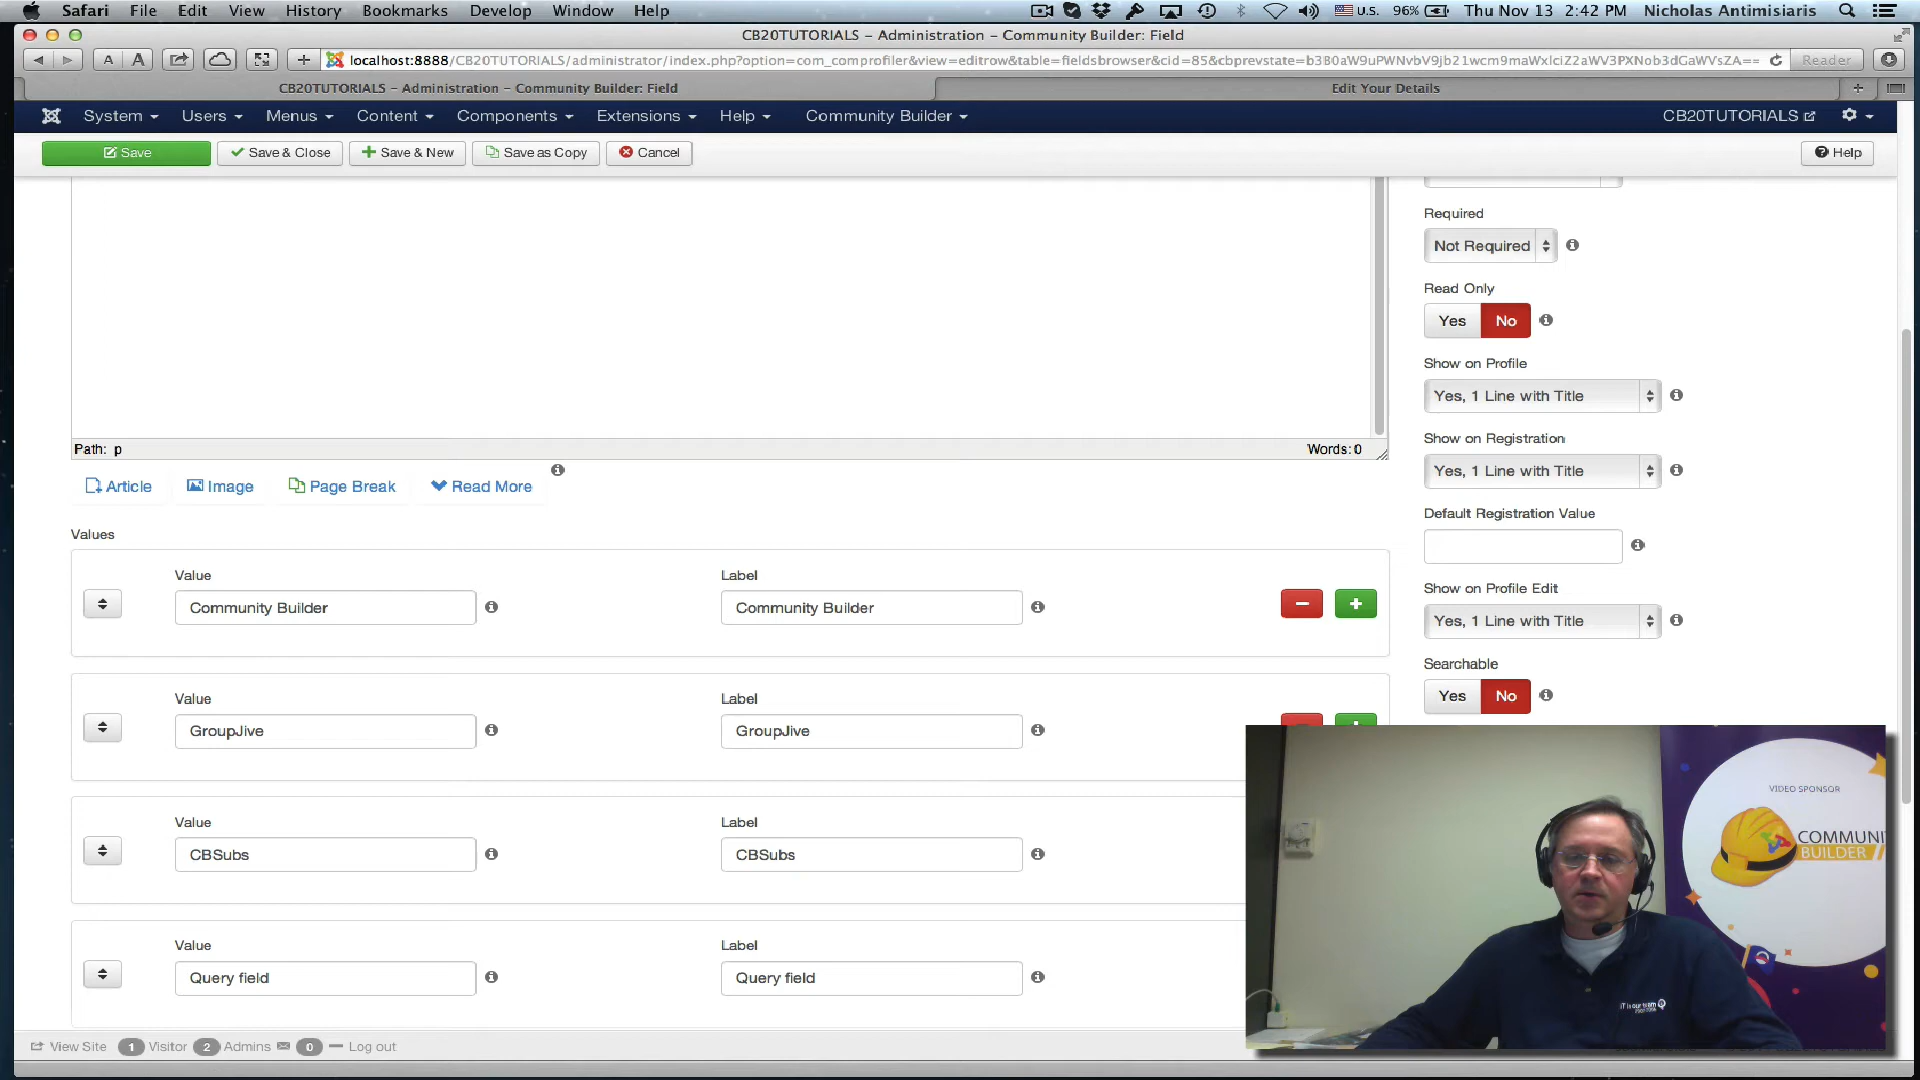 Safari File Edit View History Bookmarks Develop Window Help U.S. 96% Thu Nov 13 2:42 PM Nicholas Antimisiaris
CB20TUTORIALS – Administration – Community Builder: Field
A A + localhost:8888/CB20TUTORIALS/administrator/index.php?option=com_comprofiler&view=editrow&table=fieldsbrowser&cid=85&cbprevstate=b3B0aW9uPWNvbV9jb21wcm9maWxlciZ2aWV3PXNob3dGaWVsZA== Reader
CB20TUTORIALS – Administration – Community Builder: Field Edit Your Details +
System Users Menus Content Components Extensions Help Community Builder CB20TUTORIALS
Save Save & Close Save & New Save as Copy Cancel Help
Required
Not Required
Read Only
Yes No
Show on Profile
Yes, 1 Line with Title
Show on Registration
Yes, 1 Line with Title
Default Registration Value
Show on Profile Edit
Yes, 1 Line with Title
Searchable
Yes No
Path: p Words: 0
Article Image Page Break Read More
Values
Value Label
Community Builder Community Builder
Value Label
GroupJive GroupJive
Value Label
CBSubs CBSubs
Value Label
Query field Query field
VIDEO SPONSOR
COMMUNI
BUILDER
iT is our team
View Site 1 Visitor 2 Admins 0 Log out